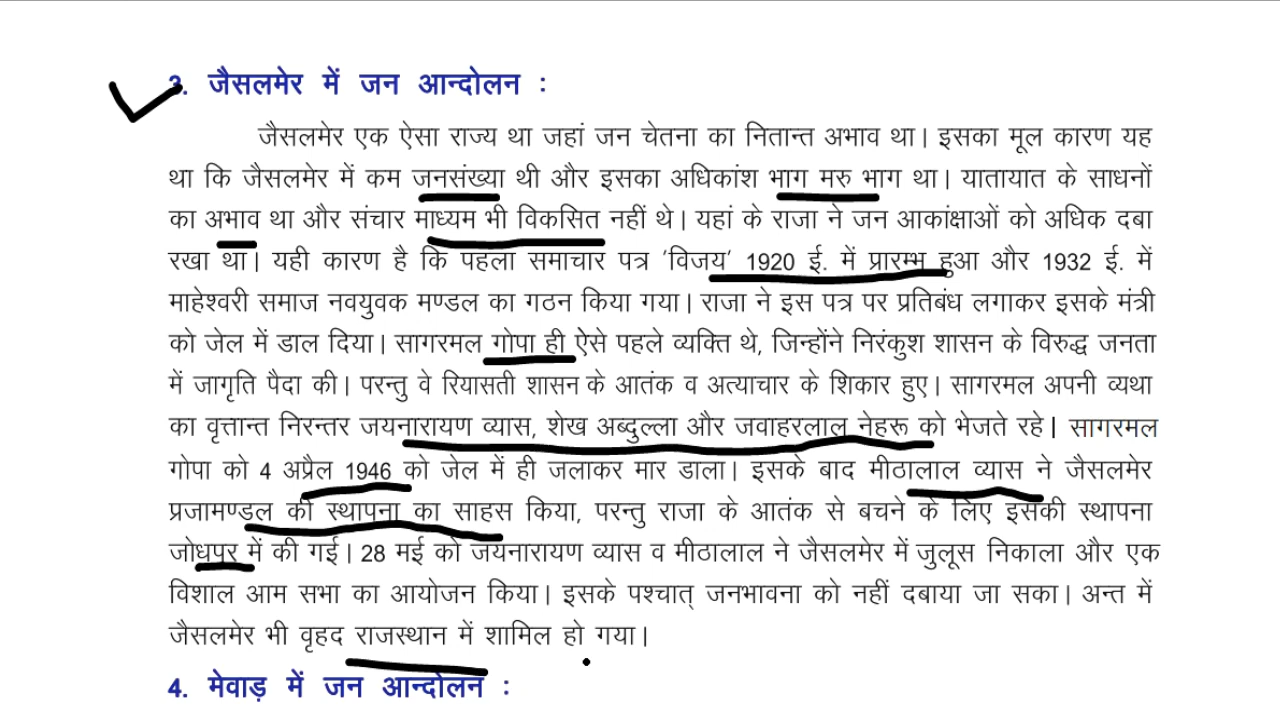 3. जैसलमेर में जन आन्दोलन :
जैसलमेर एक ऐसा राज्य था जहां जन चेतना का नितान्त अभाव था। इसका मूल कारण यह
था कि जैसलमेर में कम जनसंख्या थी और इसका अधिकांश भाग मरु भाग था। यातायात के साधनों
का अभाव था और संचार माध्यम भी विकसित नहीं थे। यहां के राजा ने जन आकांक्षाओं को अधिक दबा
रखा था। यही कारण है कि पहला समाचार पत्र ‘विजय’ 1920 ई. में प्रारम्भ हुआ और 1932 ई. में
माहेश्वरी समाज नवयुवक मण्डल का गठन किया गया। राजा ने इस पत्र पर प्रतिबंध लगाकर इसके मंत्री
को जेल में डाल दिया। सागरमल गोपा ही ऐसे पहले व्यक्ति थे, जिन्होंने निरंकुश शासन के विरुद्ध जनता
में जागृति पैदा की। परन्तु वे रियासती शासन के आतंक व अत्याचार के शिकार हुए। सागरमल अपनी व्यथा
का वृत्तान्त निरन्तर जयनारायण व्यास, शेख अब्दुल्ला और जवाहरलाल नेहरू को भेजते रहे। सागरमल
गोपा को 4 अप्रैल 1946 को जेल में ही जलाकर मार डाला। इसके बाद मीठालाल व्यास ने जैसलमेर
प्रजामण्डल की स्थापना का साहस किया, परन्तु राजा के आतंक से बचने के लिए इसकी स्थापना
जोधपुर में की गई। 28 मई को जयनारायण व्यास व मीठालाल ने जैसलमेर में जुलूस निकाला और एक
विशाल आम सभा का आयोजन किया। इसके पश्चात् जनभावना को नहीं दबाया जा सका। अन्त में
जैसलमेर भी वृहद राजस्थान में शामिल हो गया।
4. मेवाड़ में जन आन्दोलन :